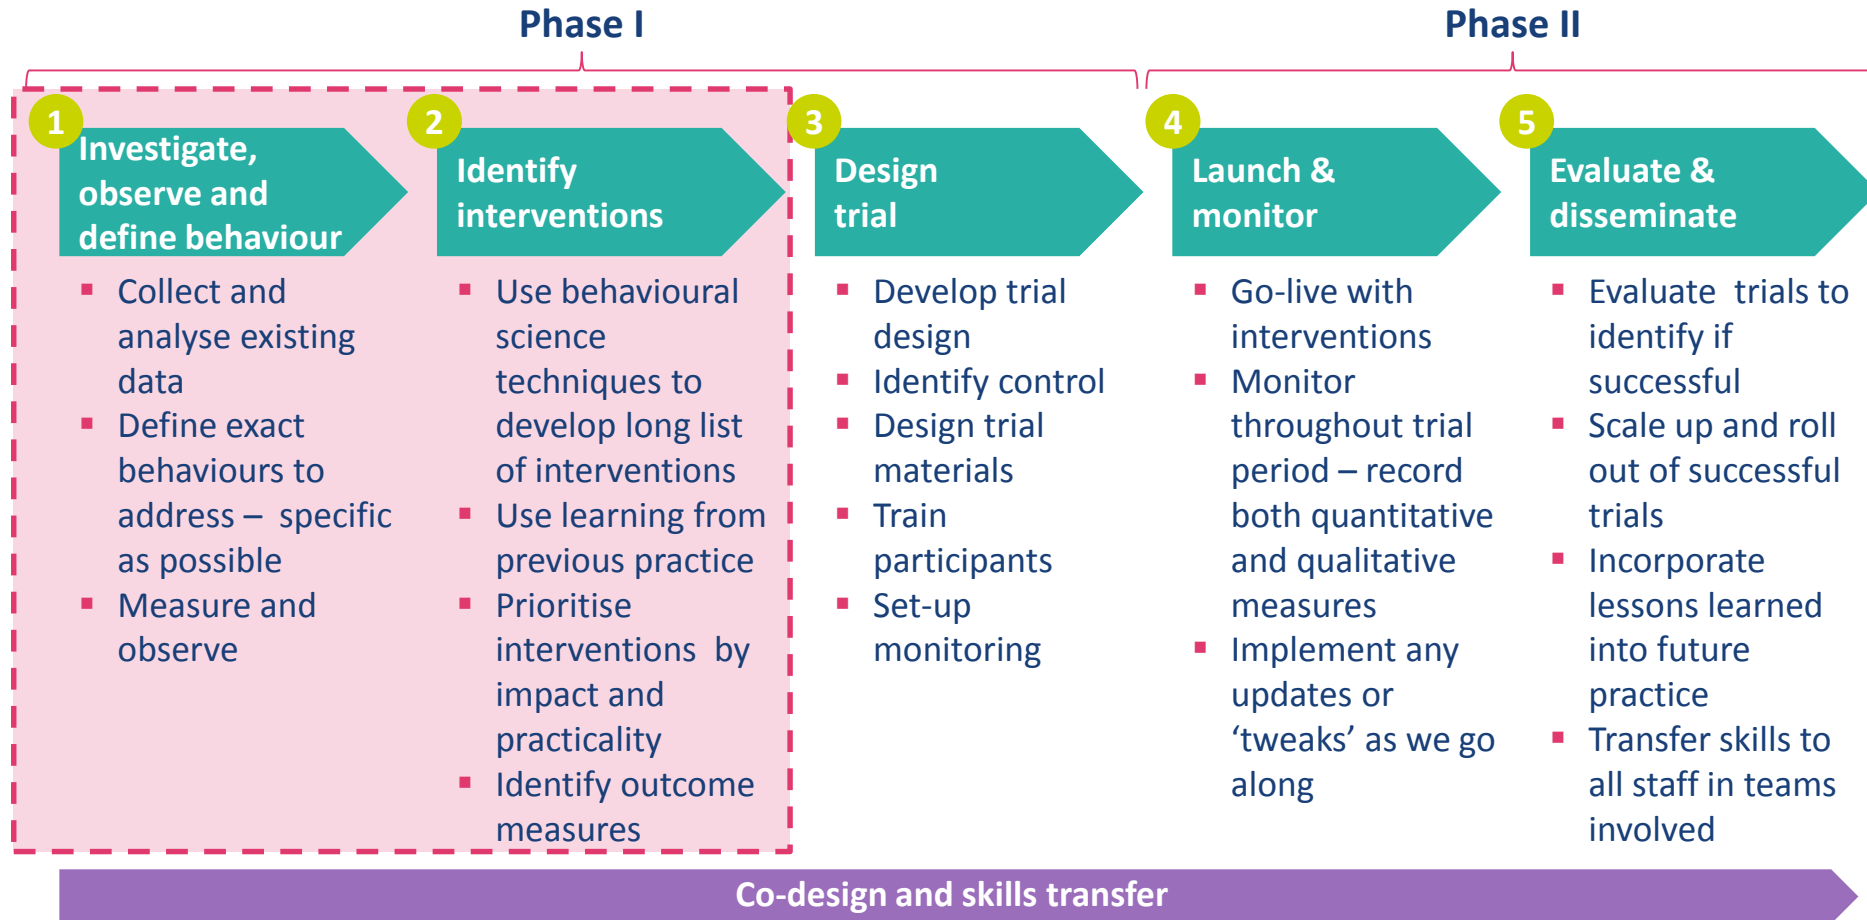 Phase I
Phase II
1
Investigate,
observe and
define behaviour
▪ Collect and
analyse existing
data
▪ Define exact
behaviours to
address – specific
as possible
▪ Measure and
observe
2
Identify
interventions
▪ Use behavioural
science
techniques to
develop long list
of interventions
▪ Use learning from
previous practice
▪ Prioritise
interventions by
impact and
practicality
▪ Identify outcome
measures
3
Design
trial
▪ Develop trial
design
▪ Identify control
▪ Design trial
materials
▪ Train
participants
▪ Set-up
monitoring
4
Launch &
monitor
▪ Go-live with
interventions
▪ Monitor
throughout trial
period – record
both quantitative
and qualitative
measures
▪ Implement any
updates or
‘tweaks’ as we go
along
5
Evaluate &
disseminate
▪ Evaluate trials to
identify if
successful
▪ Scale up and roll
out of successful
trials
▪ Incorporate
lessons learned
into future
practice
▪ Transfer skills to
all staff in teams
involved
Co-design and skills transfer